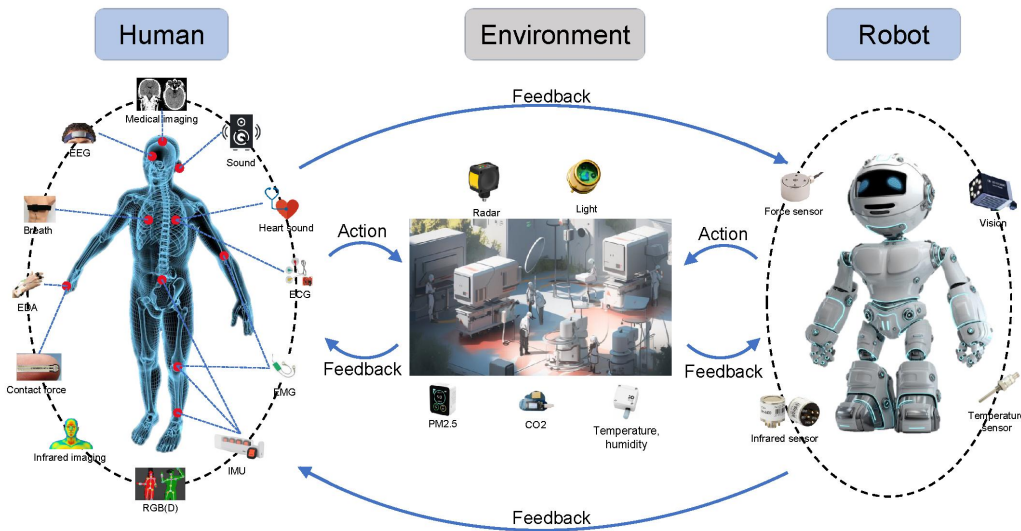 Human
Environment
Robot
Medical imaging
EEG
Sound
Breath
Heart sound
EDA
ECG
Contact force
EMG
Infrared imaging
IMU
RGB(D)
Feedback
Radar
Light
Action
Action
Feedback
Feedback
PM2.5
CO2
Temperature,
humidity
Feedback
Force sensor
Vision
Infrared sensor
Temperature
sensor